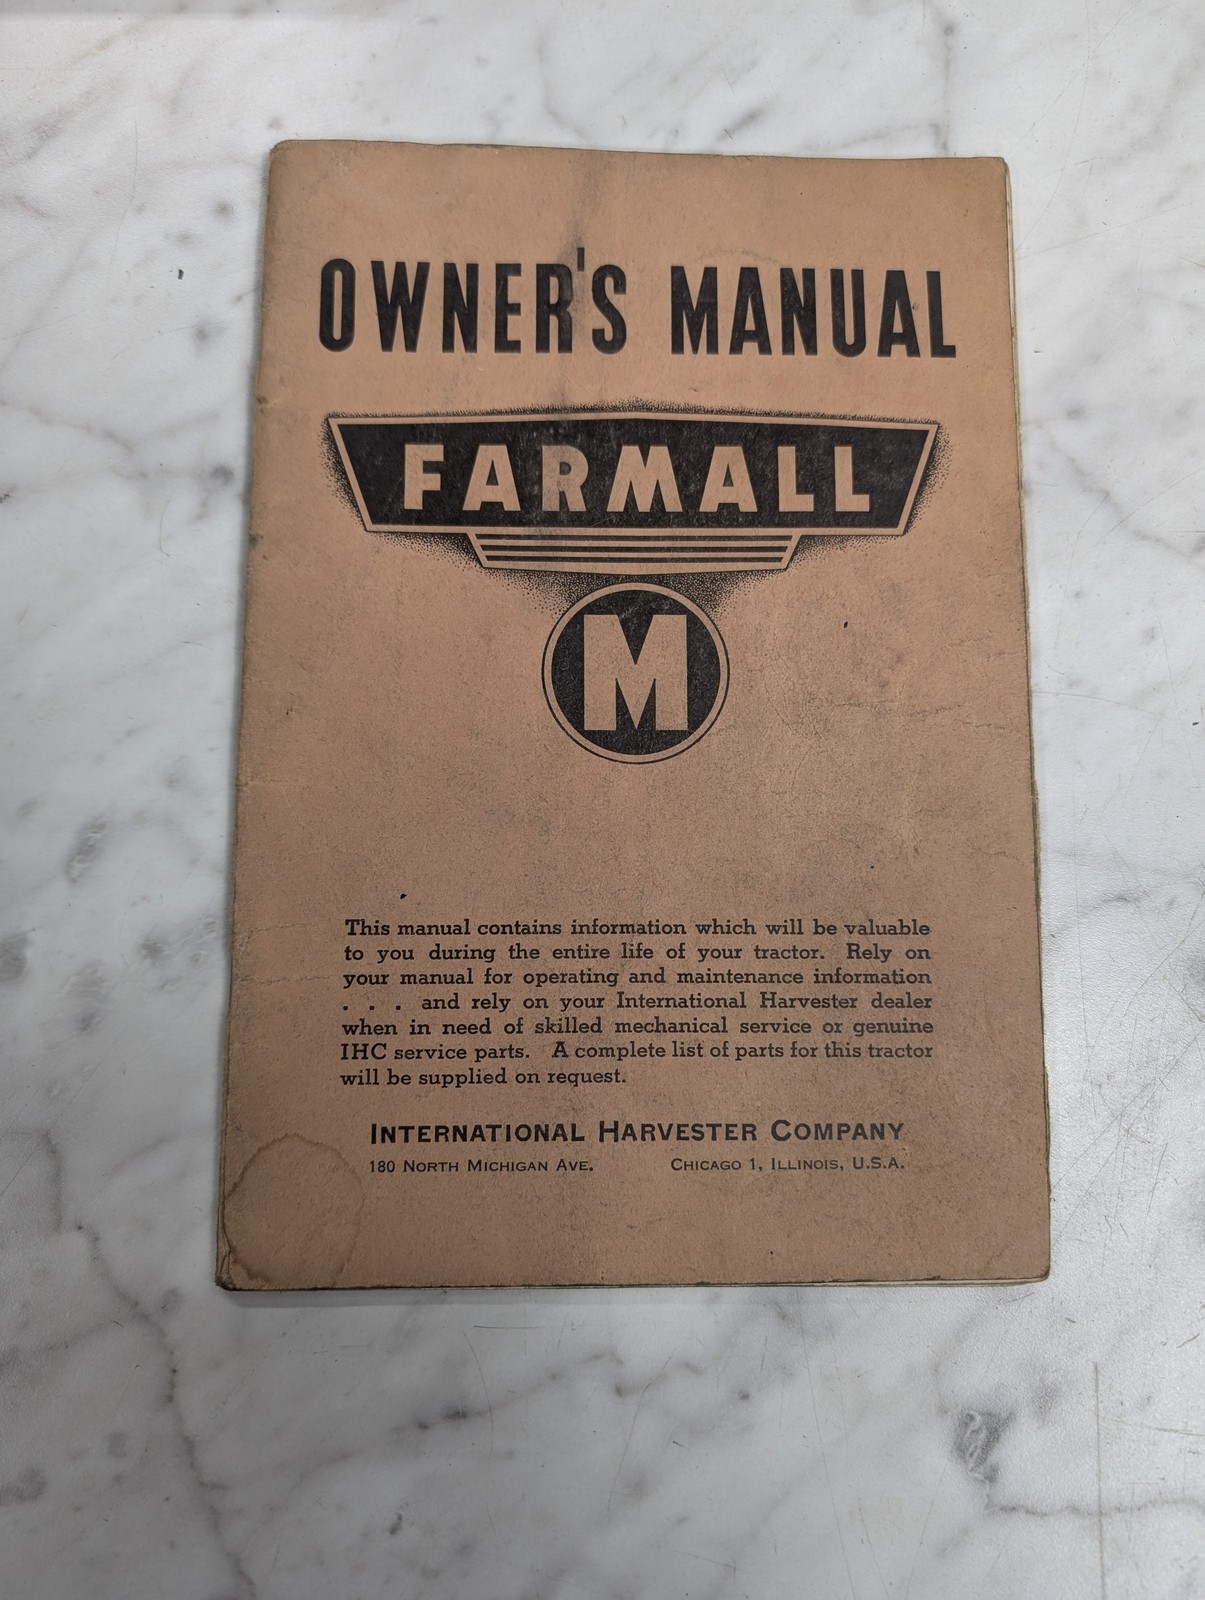 OWNER'S MANUAL
FARMALL
M
This manual contains information which will be valuable
to you during the entire life of your tractor. Rely on
your manual for operating and maintenance information
. . . and rely on your International Harvester dealer
when in need of skilled mechanical service or genuine
IHC service parts. A complete list of parts for this tractor
will be supplied on request.
INTERNATIONAL HARVESTER COMPANY
180 NORTH MICHIGAN AVE. CHICAGO 1, ILLINOIS, U.S.A.